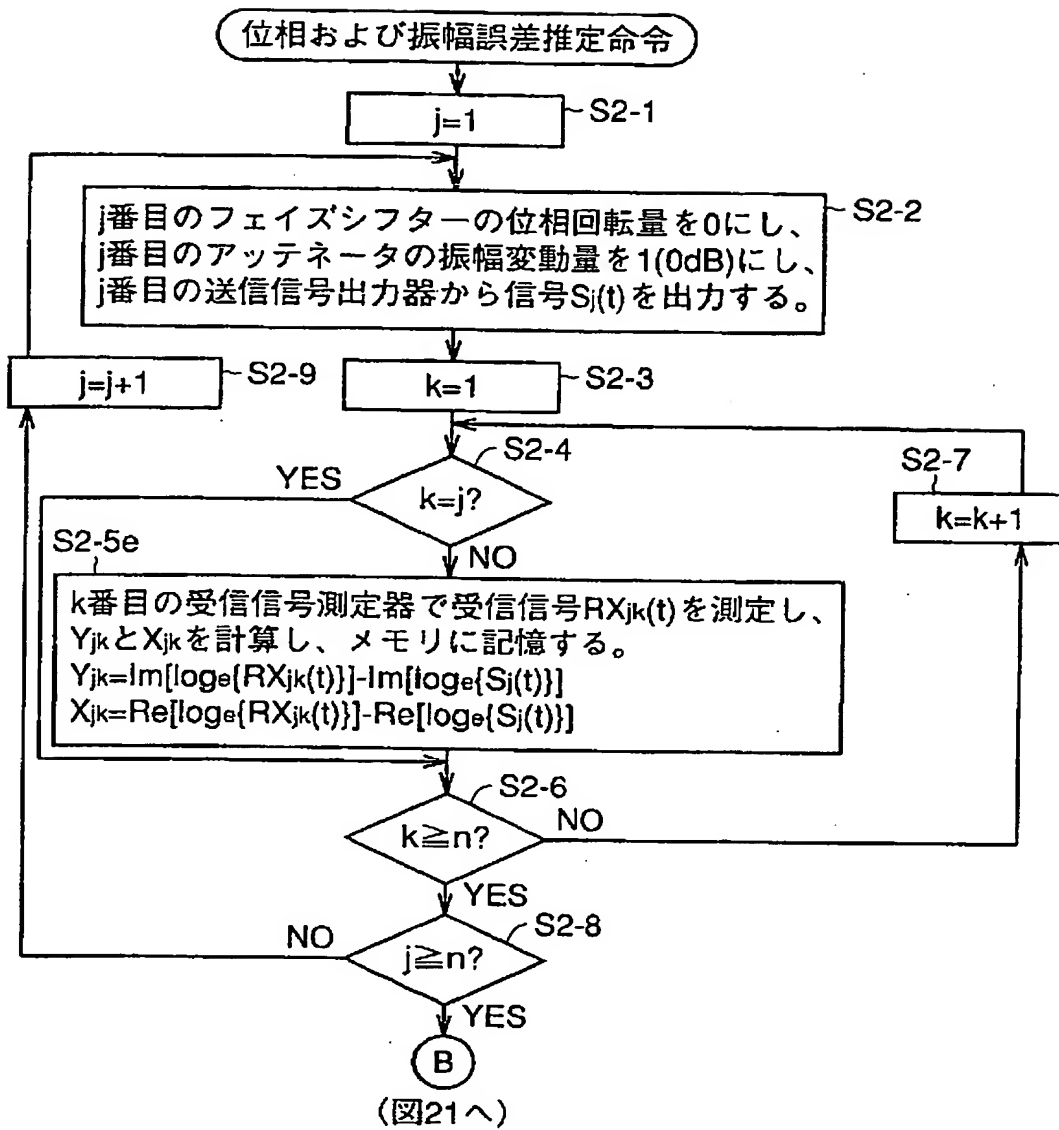 位相および振幅誤差推定命令
j=1
S2-1
j番目のフェイズシフターの位相回転量を0にし、
j番目のアッテネータの振幅変動量を1(0dB)にし、
j番目の送信信号出力器から信号Sj(t)を出力する。
S2-2
j=j+1
S2-9
k=1
S2-3
S2-4
YES
k=j?
NO
S2-7
k=k+1
S2-5e
k番目の受信信号測定器で受信信号RXjk(t)を測定し、
YjkとXjkを計算し、メモリに記憶する。
Yjk=Im[loge{RXjk(t)}]-Im[loge{Sj(t)}]
Xjk=Re[loge{RXjk(t)}]-Re[loge{Sj(t)}]
S2-6
k≧n?
NO
YES
S2-8
NO
j≧n?
YES
B
(図21へ)